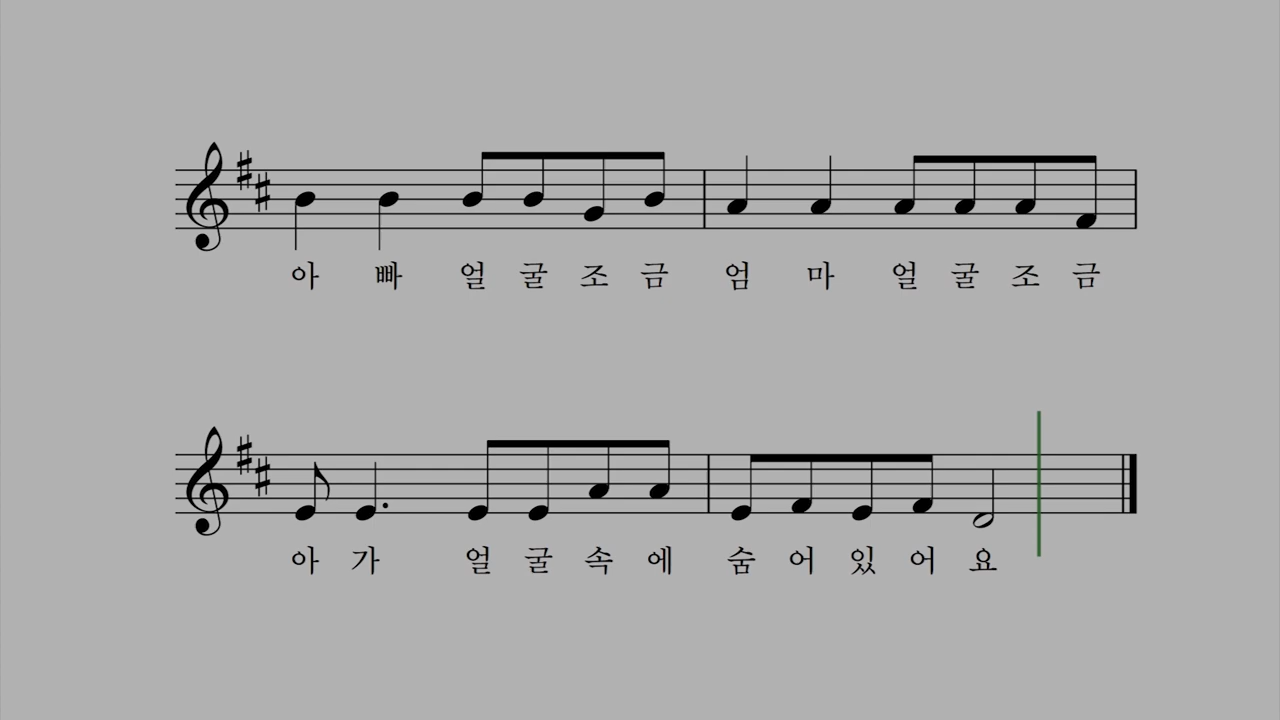 아 빠 얼 굴 조 금 엄 마 얼 굴 조 금
아 가 얼 굴 속 에 숨 어 있 어 요